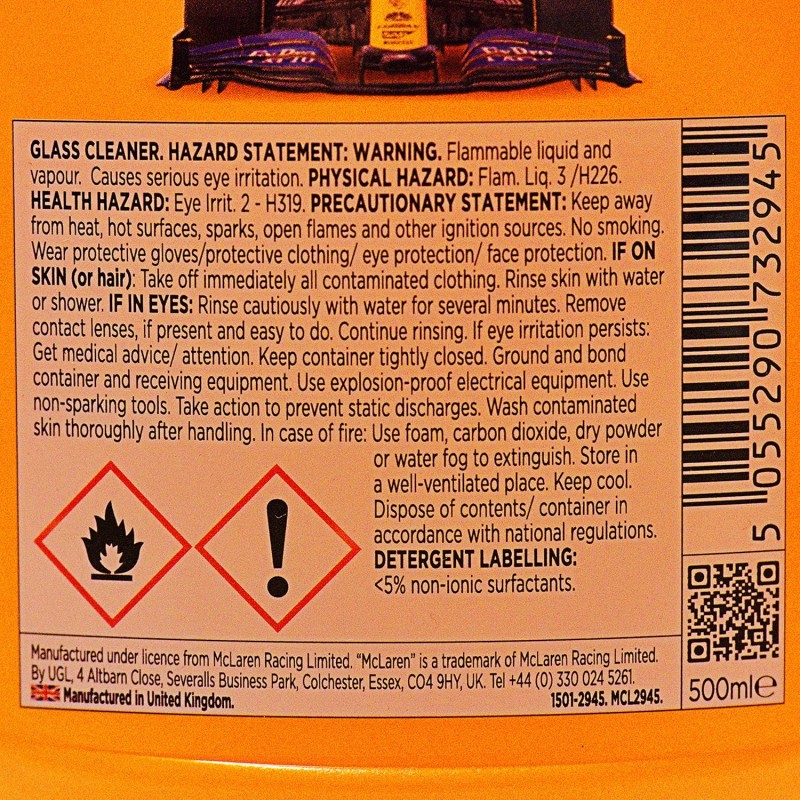 GLASS CLEANER. HAZARD STATEMENT: WARNING. Flammable liquid and
vapour. Causes serious eye irritation. PHYSICAL HAZARD: Flam. Liq. 3 /H226.
HEALTH HAZARD: Eye Irrit. 2 - H319. PRECAUTIONARY STATEMENT: Keep away
from heat, hot surfaces, sparks, open flames and other ignition sources. No smoking.
Wear protective gloves/protective clothing/ eye protection/ face protection. IF ON
SKIN (or hair): Take off immediately all contaminated clothing. Rinse skin with water
or shower. IF IN EYES: Rinse cautiously with water for several minutes. Remove
contact lenses, if present and easy to do. Continue rinsing. If eye irritation persists:
Get medical advice/ attention. Keep container tightly closed. Ground and bond
container and receiving equipment. Use explosion-proof electrical equipment. Use
non-sparking tools. Take action to prevent static discharges. Wash contaminated
skin thoroughly after handling. In case of fire: Use foam, carbon dioxide, dry powder
or water fog to extinguish. Store in
a well-ventilated place. Keep cool.
Dispose of contents/ container in
accordance with national regulations.
DETERGENT LABELLING:
<5% non-ionic surfactants.
Manufactured under licence from McLaren Racing Limited. “McLaren” is a trademark of McLaren Racing Limited.
By UGL, 4 Altbarn Close, Severalls Business Park, Colchester, Essex, CO4 9HY, UK. Tel +44 (0) 330 024 5261.
Manufactured in United Kingdom.
1501-2945. MCL2945.
5 055290 732945
500ml℮